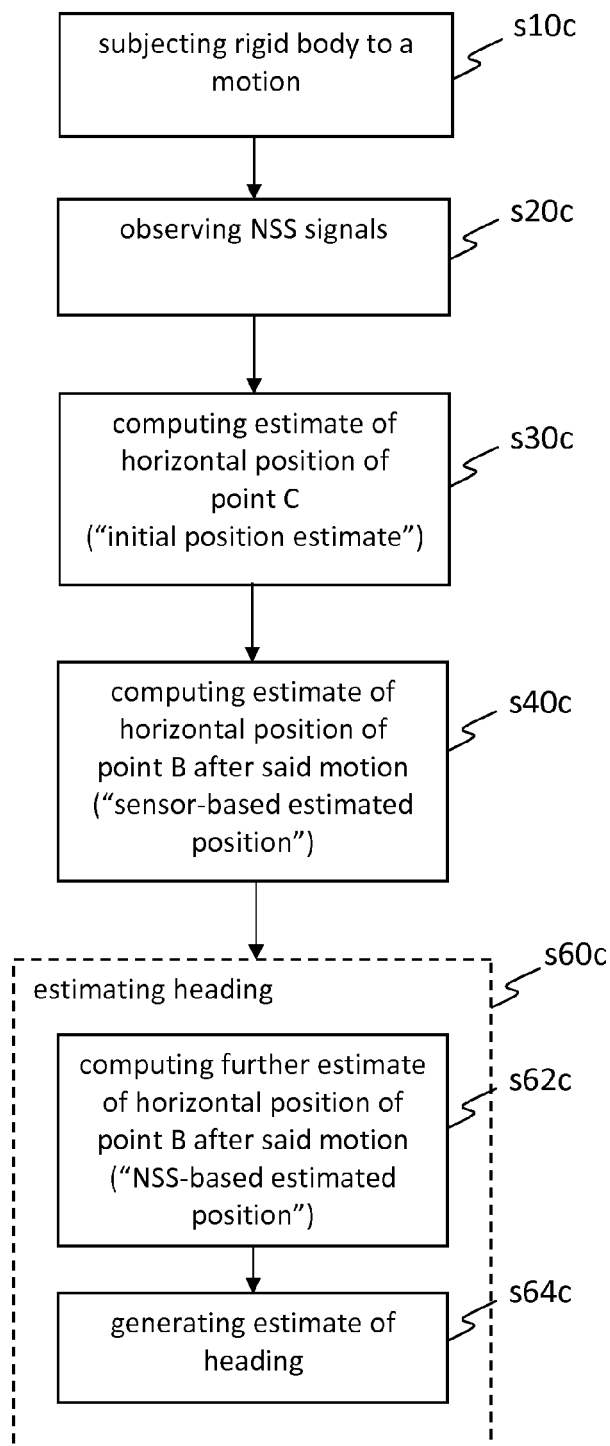 subjecting rigid body to a
motion
s10c
observing NSS signals
s20c
computing estimate of
horizontal position of
point C
(“initial position estimate”)
s30c
computing estimate of
horizontal position of
point B after said motion
(“sensor-based estimated
position”)
s40c
s60c
estimating heading
computing further estimate
of horizontal position of
point B after said motion
(“NSS-based estimated
position”)
s62c
generating estimate of
heading
s64c